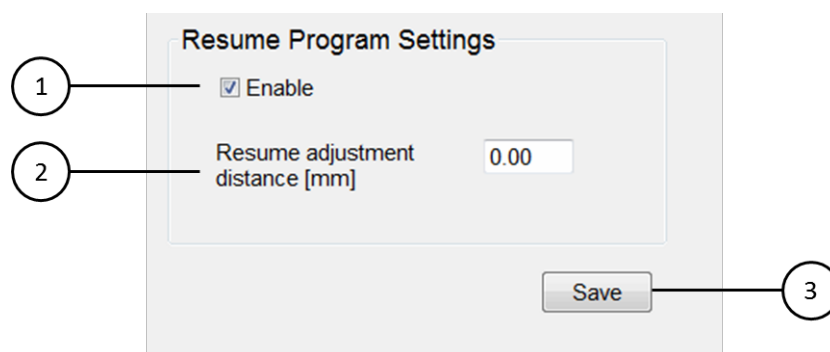 Resume Program Settings
1
Enable
Resume adjustment
distance [mm]
0.00
2
Save
3